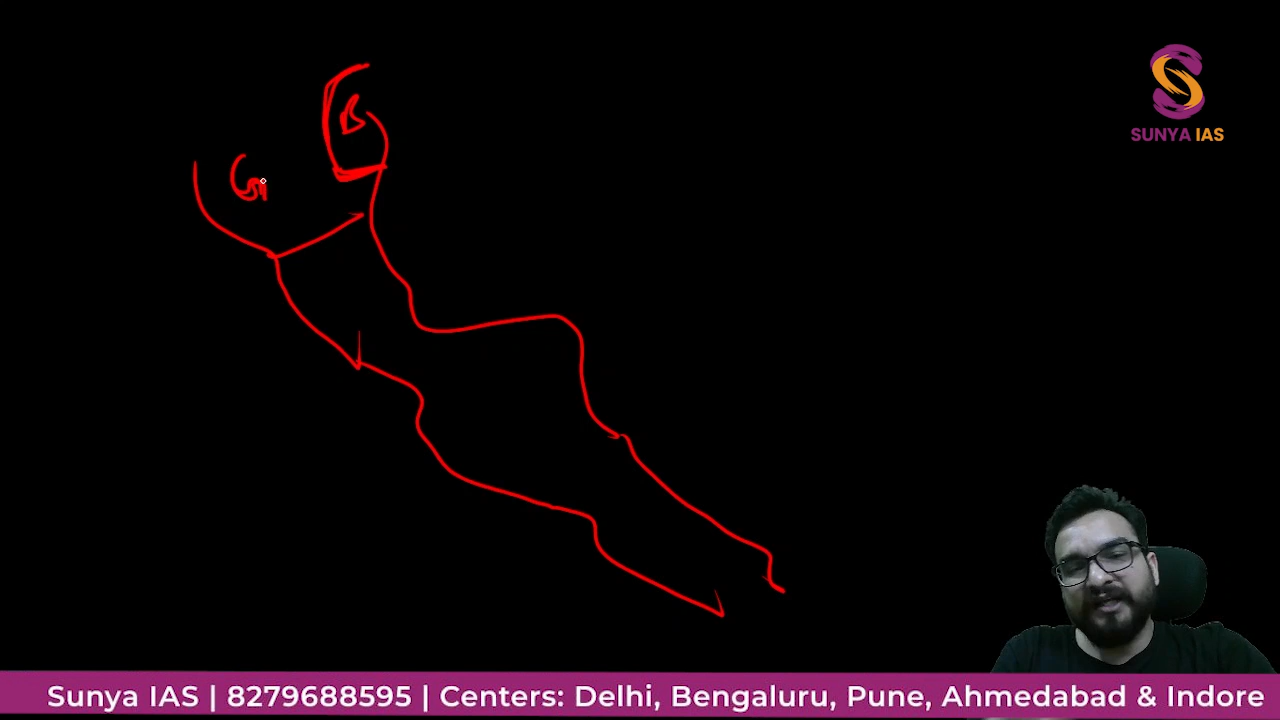 B
G
SUNYA IAS
Sunya IAS | 8279688595 | Centers: Delhi, Bengaluru, Pune, Ahmedabad & Indore